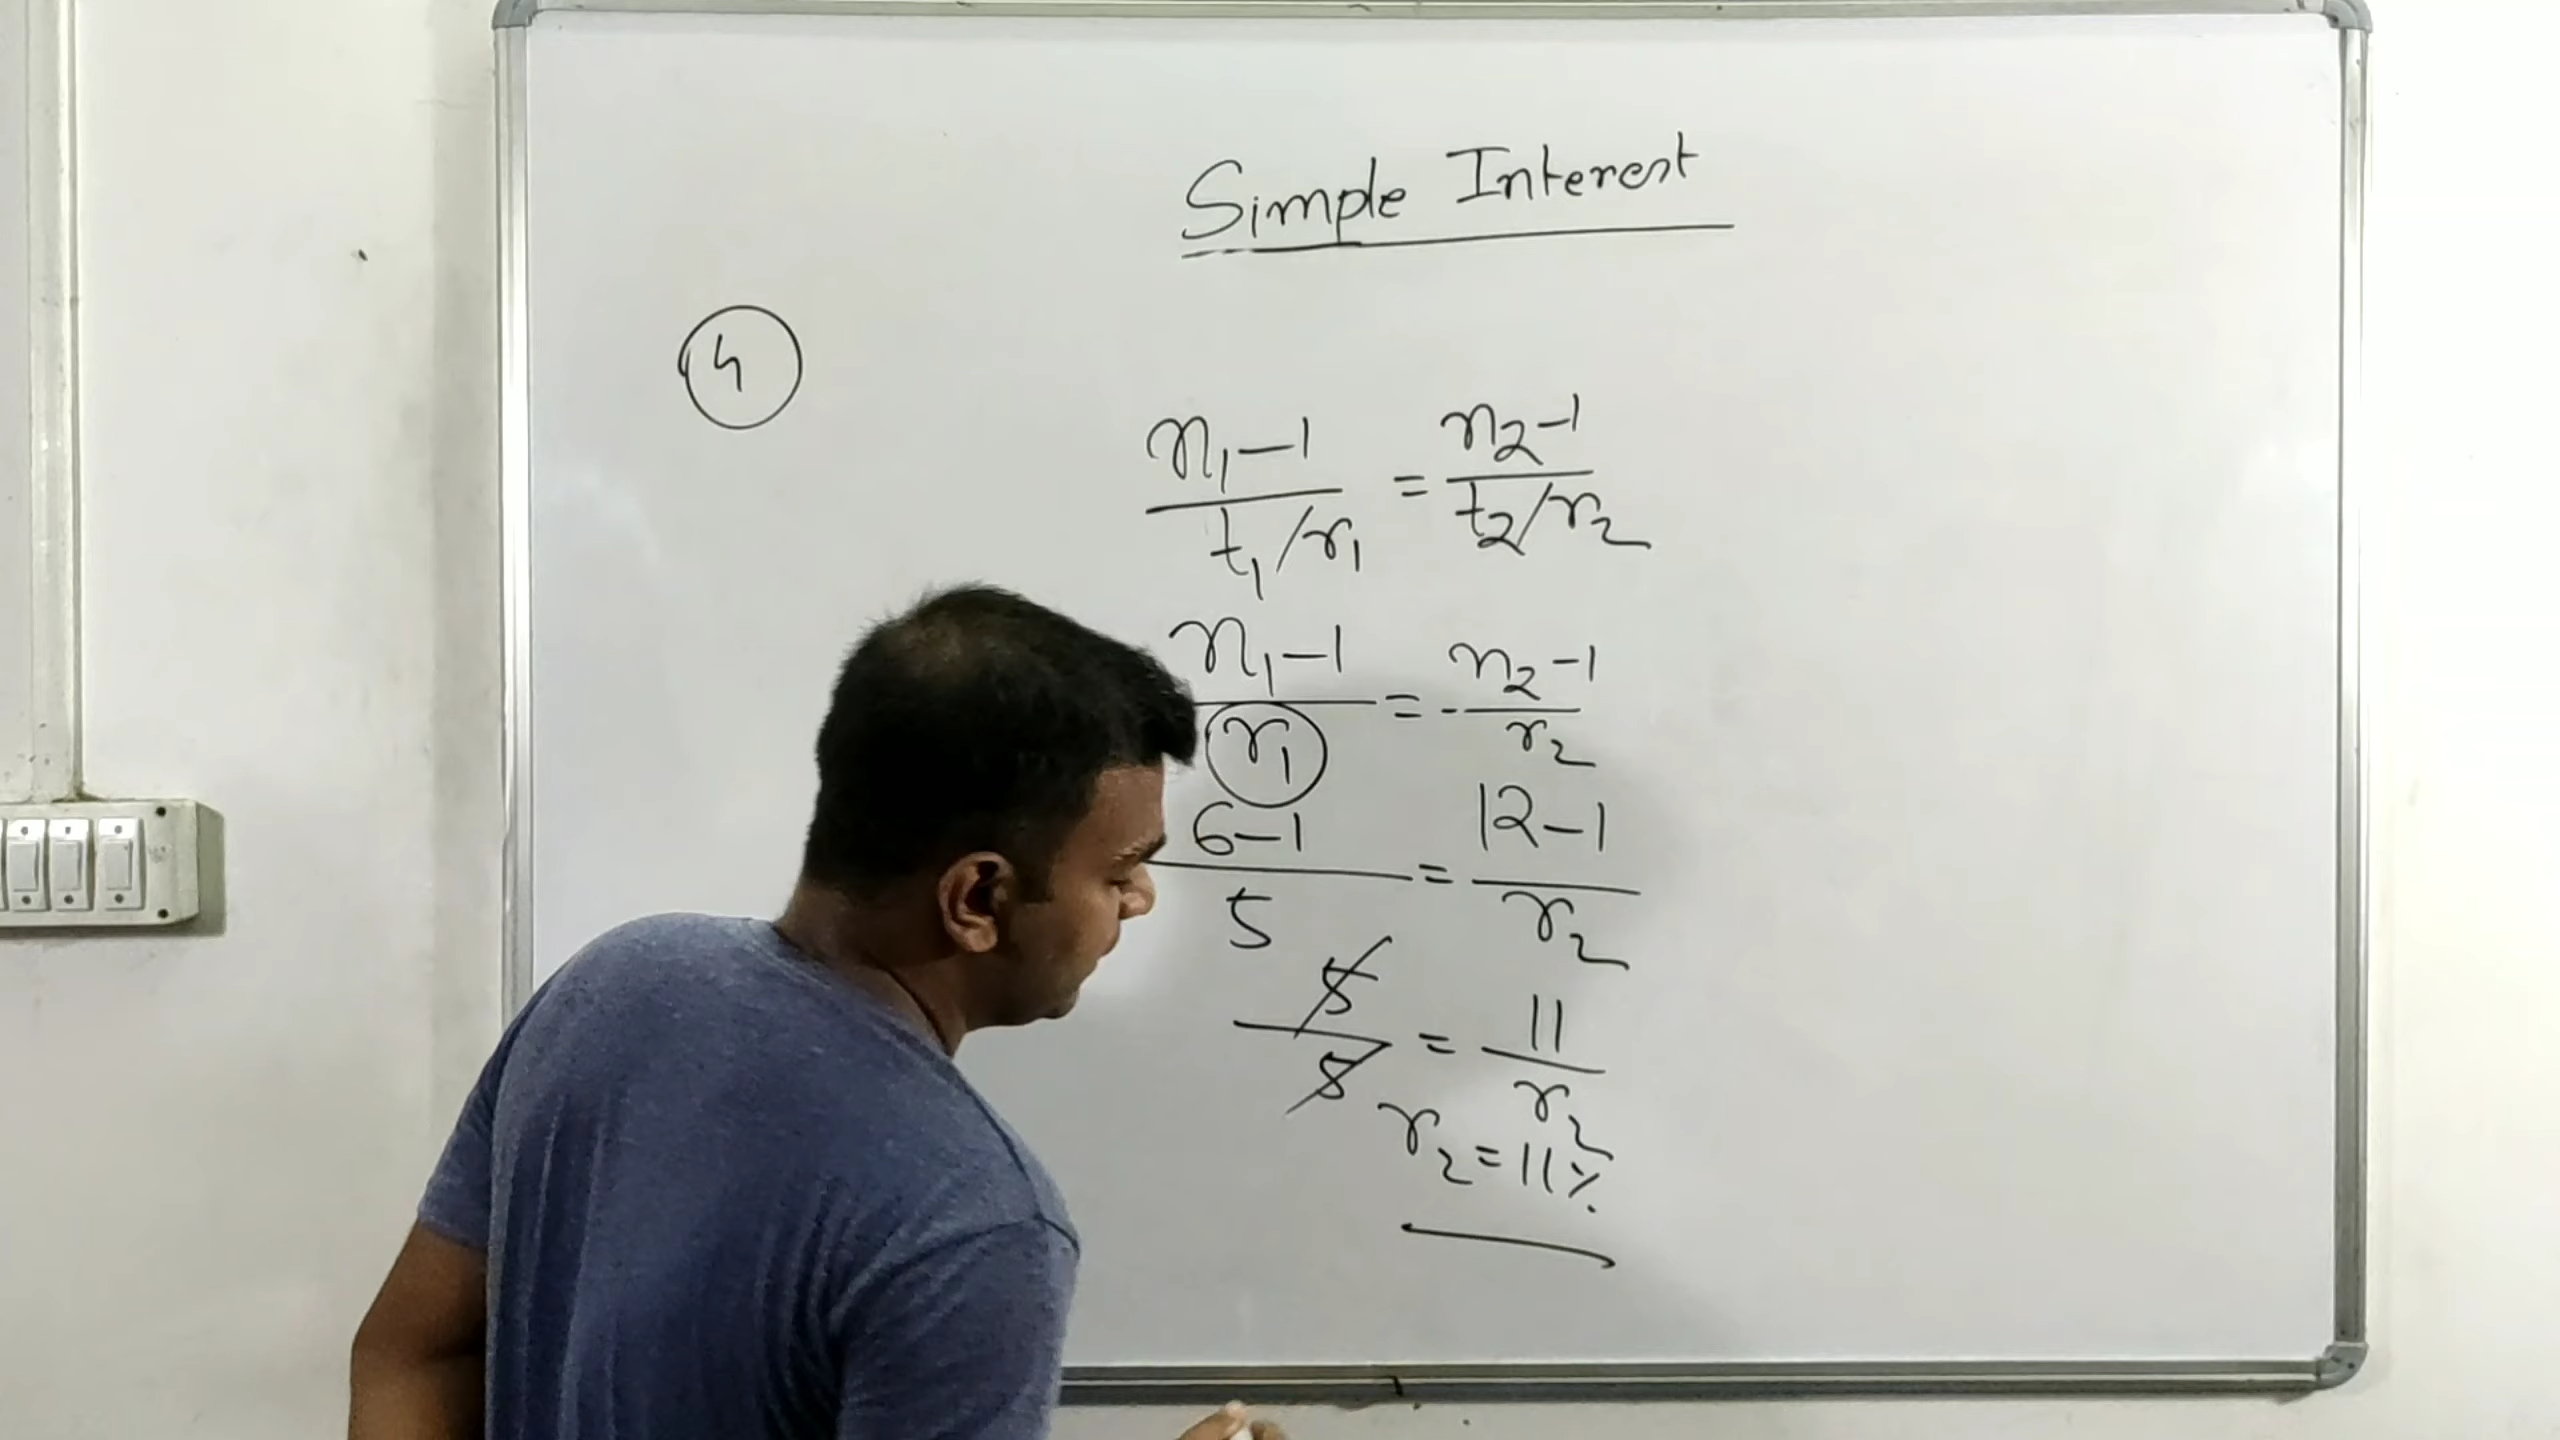 Simple Interest
4
n₁-1 = n₂-1
t₁/r₁ t₂/r₂
n₁-1 = n₂-1
r₁ r₂
6-1 = 12-1
5 r₂
5 = 11
5 r₂
r₂=11%